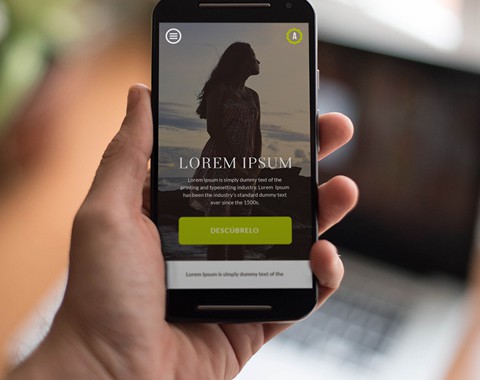 A
LOREM IPSUM
Lorem Ipsum is simply dummy text of the
printing and typesetting industry. Lorem Ipsum
has been the industry's standard dummy text
ever since the 1500s.
DESCÚBRELO
Lorem Ipsum is simply dummy text of the